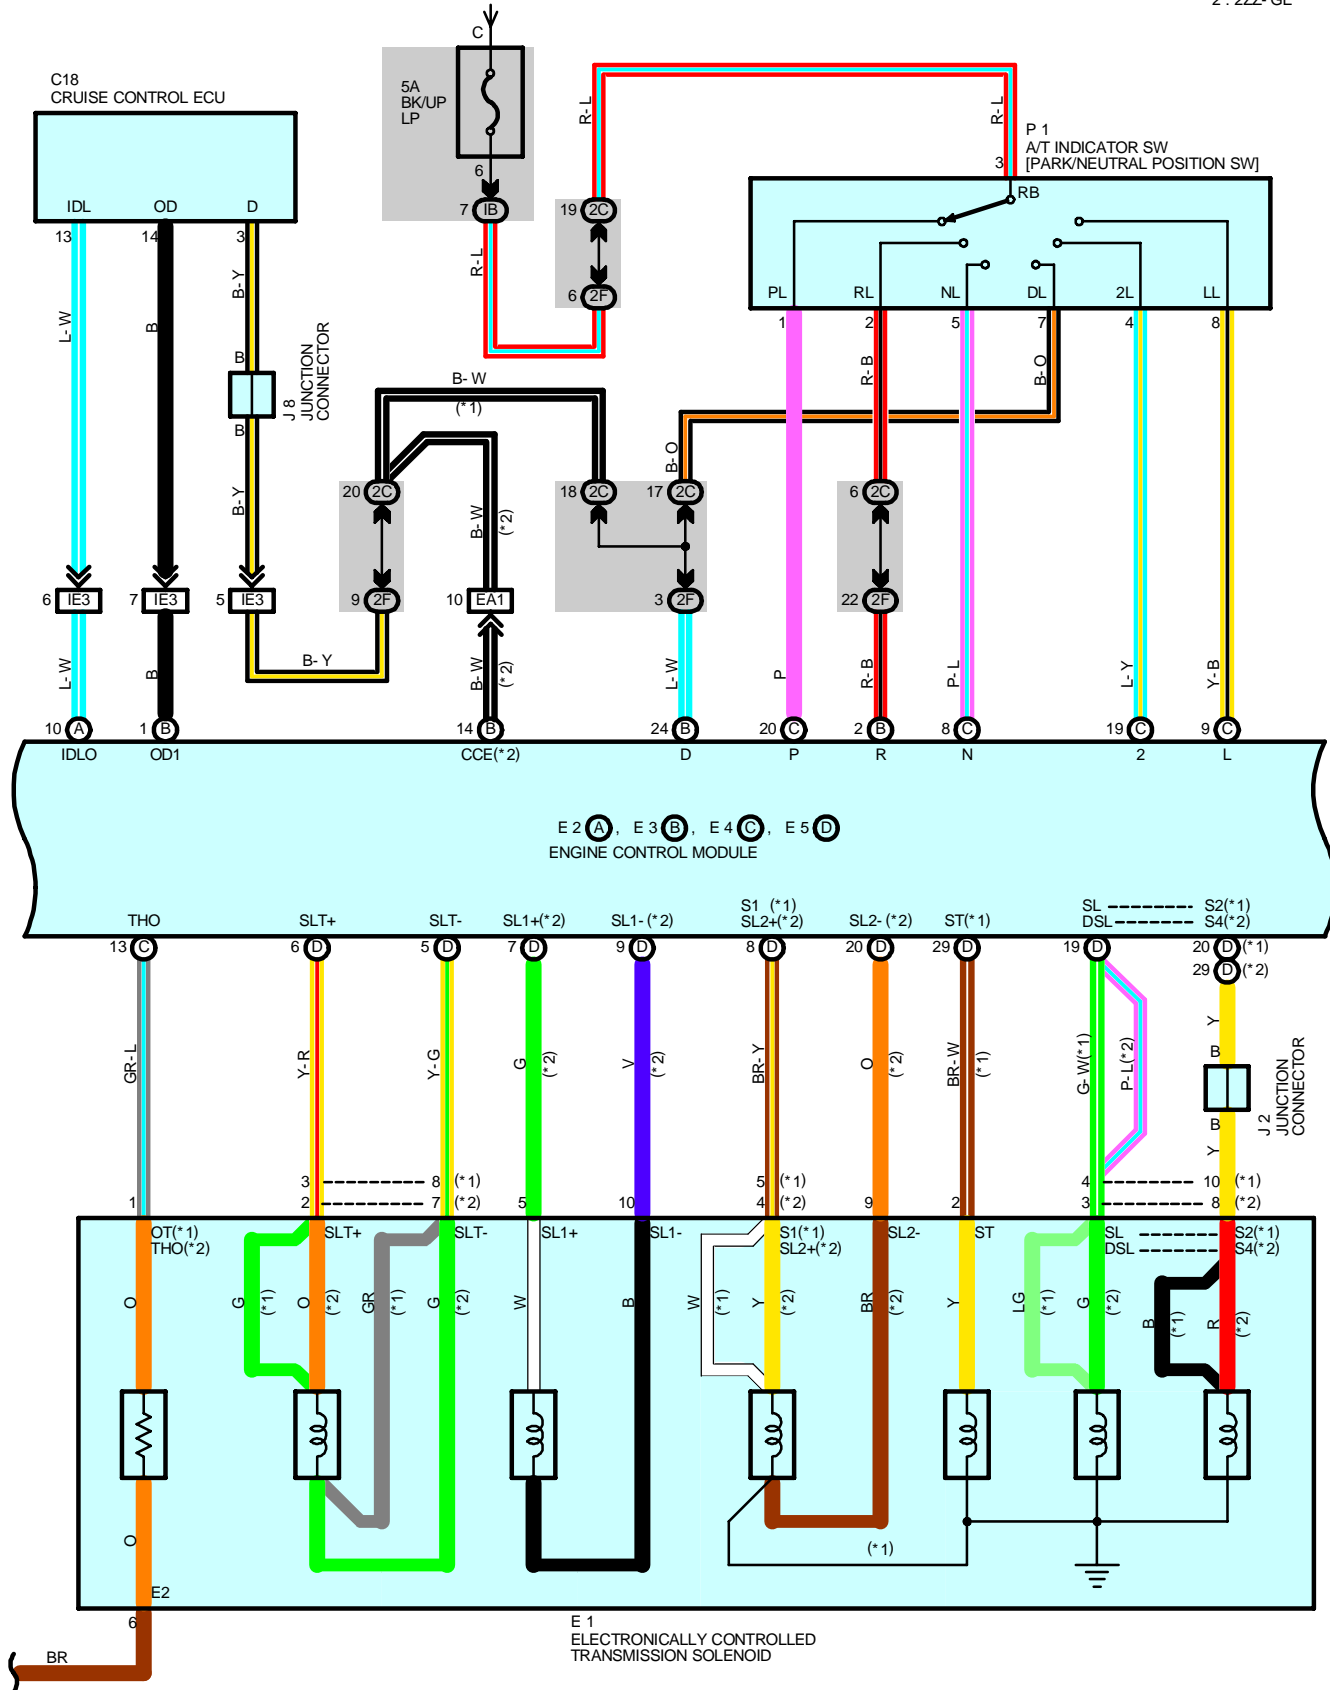 2 : 2ZZ- GE
C
C18
CRUISE CONTROL ECU
5A
BK/UP
LP
R- L
R- L
P 1
A/T INDICATOR SW
[PARK/NEUTRAL POSITION SW]
6
3
RB
IDL OD D
7 IB
19 2C
13 14 3
R- L
B- Y
6 2F
PL RL NL DL 2L LL
1 2 5 7 4 8
L- W
B
B
J 8
JUNCTION
CONNECTOR
B
B- W
(*1)
R- B
B- O
B- O
B- Y
20 2C
18 2C
17 2C
6 2C
B- W
(*2)
6 IE3
7 IE3
5 IE3
9 2F
10 EA1
3 2F
22 2F
B- Y
L- W
B
B- W
(*2)
L- W
P
R- B
P- L
L- Y
Y- B
10 A
1 B
14 B
24 B
20 C
2 B
8 C
19 C
9 C
IDLO OD1 CCE(*2) D P R N 2 L
E 2 A , E 3 B , E 4 C , E 5 D
ENGINE CONTROL MODULE
S1 (*1)
SL S2(*1)
THO SLT+ SLT- SL1+(*2) SL1- (*2) SL2+(*2) SL2- (*2) ST(*1) DSL S4(*2)
13 C
6 D
5 D
7 D
9 D
8 D
20 D
29 D
19 D
20 D (*1)
29 D (*2)
GR- L
Y- R
Y- G
G
(*2)
V
(*2)
BR- Y
O
(*2)
BR- W
(*1)
G- W(*1)
P- L(*2)
Y
B
J 2
JUNCTION
CONNECTOR
B
Y
3 8 (*1)
5 (*1)
4 10 (*1)
1 2 7 (*2) 5 10 4 (*2) 9 2 3 8 (*2)
OT(*1) SLT+ SLT- SL1+ SL1- S1(*1) SL2- ST SL S2(*1)
THO(*2) SL2+(*2) DSL S4(*2)
O
G
(*1)
O
(*2)
GR
(*1)
G
(*2)
W
B
W
(*1)
Y
(*2)
BR
(*2)
Y
LG
(*1)
G
(*2)
B
(*1)
R
(*2)
O
(*1)
E2
6
E 1
ELECTRONICALLY CONTROLLED
TRANSMISSION SOLENOID
BR